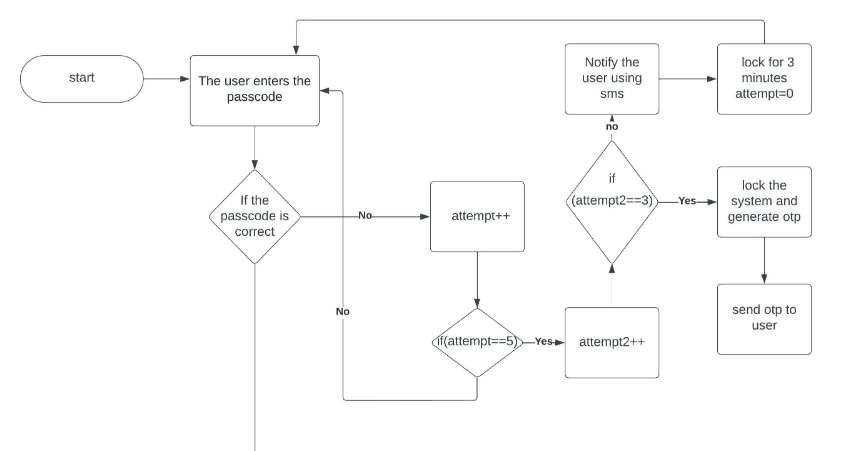 start
The user enters the
passcode
If the
passcode is
correct
No
attempt++
No
if(attempt==5)
Yes
attempt2++
if
(attempt2==3)
no
Notify the
user using
sms
lock for 3
minutes
attempt=0
Yes
lock the
system and
generate otp
send otp to
user